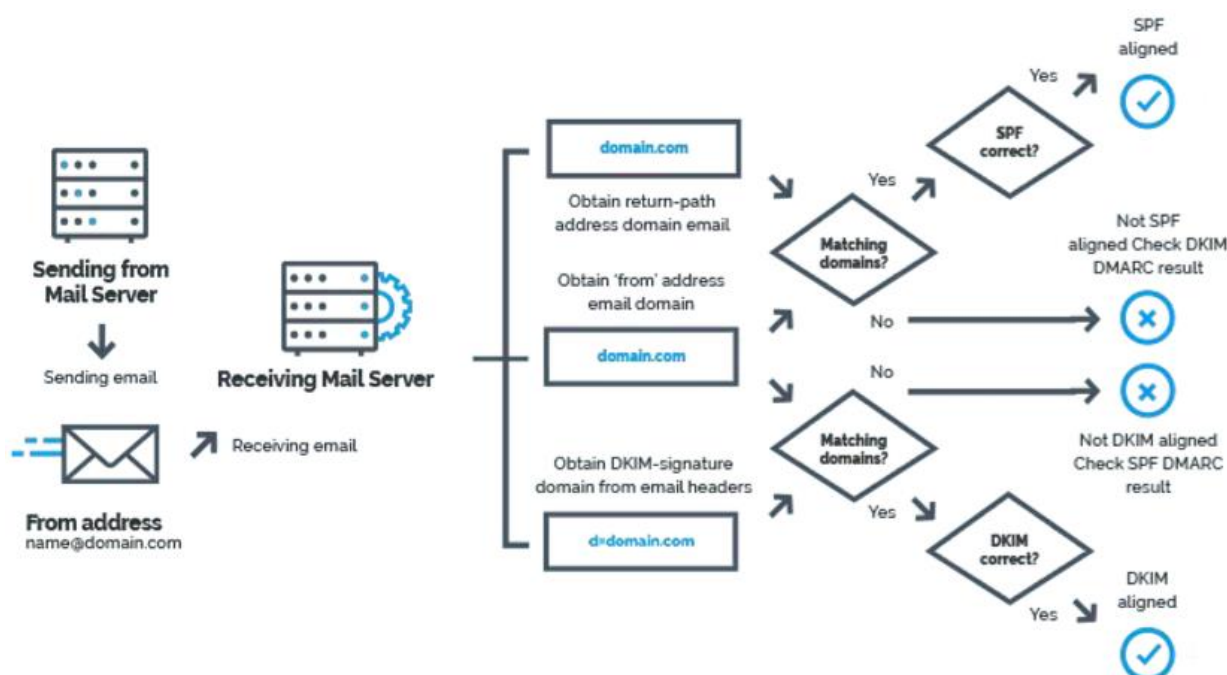 Sending from
Mail Server
Sending email
From address
name@domain.com
Receiving email
Receiving Mail Server
domain.com
Obtain return-path
address domain email
Obtain ‘from’ address
email domain
domain.com
Obtain DKIM-signature
domain from email headers
d=domain.com
Matching
domains?
Yes
No
SPF
correct?
Yes
SPF
aligned
Not SPF
aligned Check DKIM
DMARC result
No
Matching
domains?
Yes
Not DKIM aligned
Check SPF DMARC
result
DKIM
correct?
Yes
DKIM
aligned